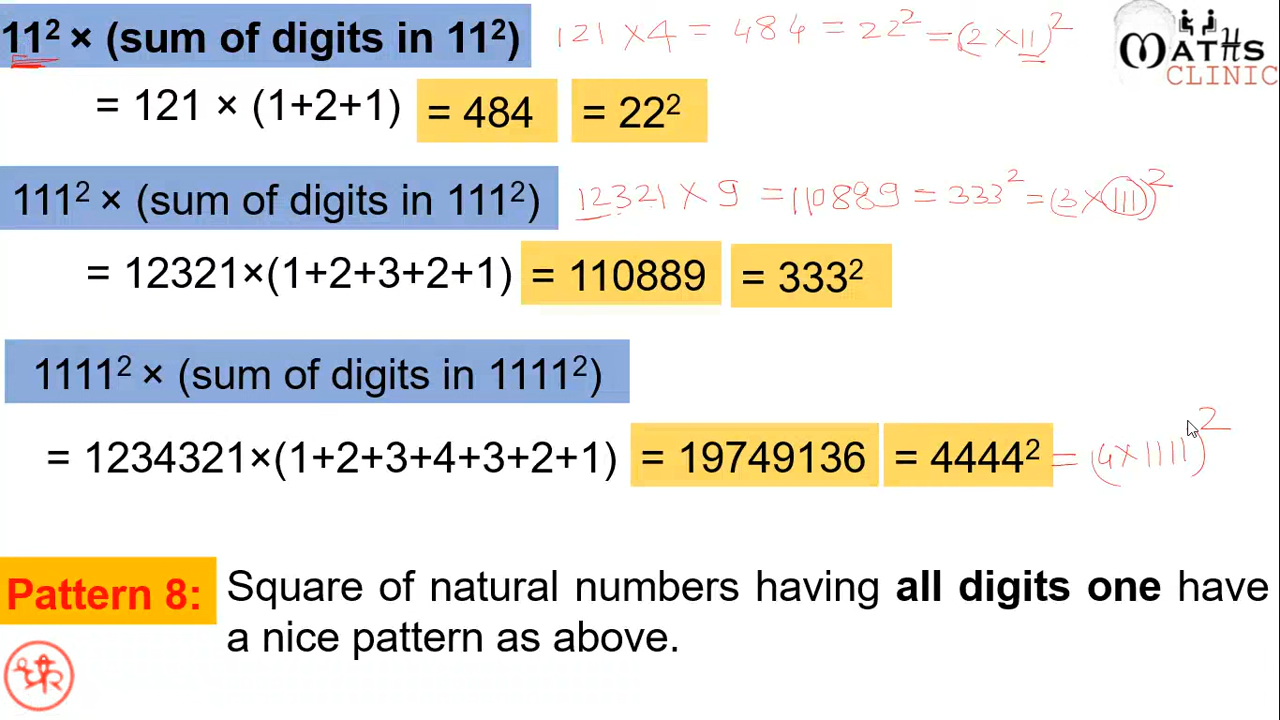 11² × (sum of digits in 11²) 121 × 4 = 484 = 22² = (2 × 11)²
MATHS
CLINIC
= 121 × (1+2+1) = 484 = 22²
111² × (sum of digits in 111²) 12321 × 9 = 110889 = 333² = (3 × 111)²
= 12321×(1+2+3+2+1) = 110889 = 333²
1111² × (sum of digits in 1111²)
= 1234321×(1+2+3+4+3+2+1) = 19749136 = 4444² = (4 × 1111)²
Pattern 8: Square of natural numbers having all digits one have
a nice pattern as above.